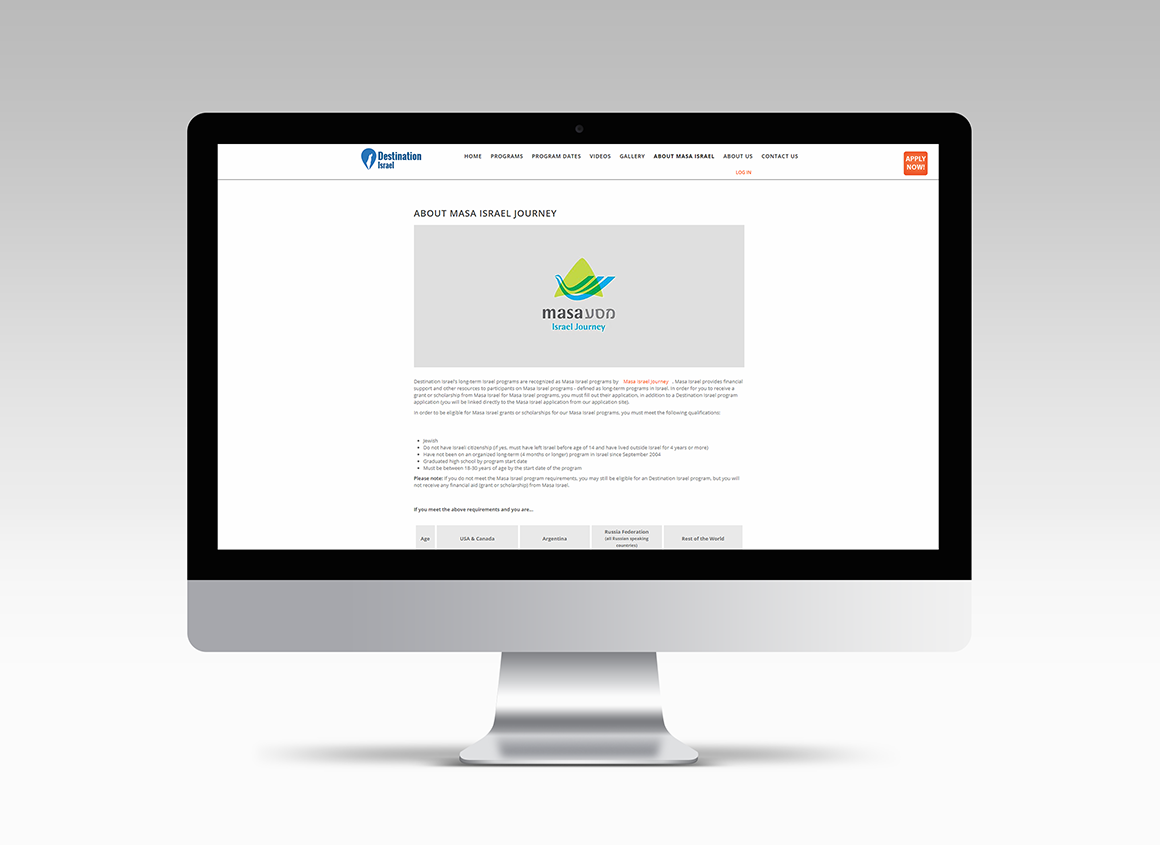 Destination
Israel
HOME PROGRAMS PROGRAM DATES VIDEOS GALLERY ABOUT MASA ISRAEL ABOUT US CONTACT US
LOG IN
APPLY
NOW!
ABOUT MASA ISRAEL JOURNEY
masa מסע
Israel Journey
Destination Israel's long-term Israel programs are recognized as Masa Israel programs by Masa Israel Journey . Masa Israel provides financial
support and other resources to participants on Masa Israel programs - defined as long-term programs in Israel. In order for you to receive a
grant or scholarship from Masa Israel for Masa Israel programs, you must fill out their application, in addition to a Destination Israel program
application (you will be linked directly to the Masa Israel application from our application site).
In order to be eligible for Masa Israel grants or scholarships for our Masa Israel programs, you must meet the following qualifications:
• Jewish
• Do not have Israeli citizenship (if yes, must have left Israel before age of 14 and have lived outside Israel for 4 years or more)
• Have not been on an organized long-term (4 months or longer) program in Israel since September 2004
• Graduated high school by program start date
• Must be between 18-30 years of age by the start date of the program
Please note: If you do not meet the Masa Israel program requirements, you may still be eligible for an Destination Israel program, but you will
not receive any financial aid (grant or scholarship) from Masa Israel.
If you meet the above requirements and you are...
Age USA & Canada Argentina Russia Federation (all Russian speaking countries) Rest of the World